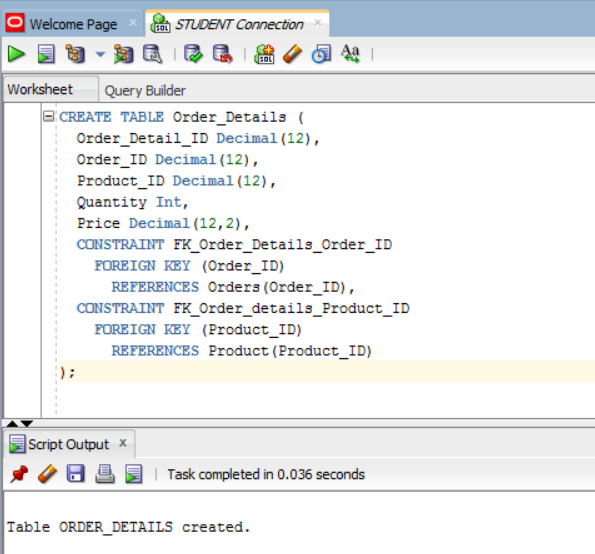 Welcome Page
STUDENT Connection
Worksheet Query Builder
CREATE TABLE Order_Details (
Order_Detail_ID Decimal(12),
Order_ID Decimal(12),
Product_ID Decimal(12),
Quantity Int,
Price Decimal(12,2),
CONSTRAINT FK_Order_Details_Order_ID
FOREIGN KEY (Order_ID)
REFERENCES Orders(Order_ID),
CONSTRAINT FK_Order_details_Product_ID
FOREIGN KEY (Product_ID)
REFERENCES Product(Product_ID)
);
Script Output x
Task completed in 0.036 seconds
Table ORDER_DETAILS created.